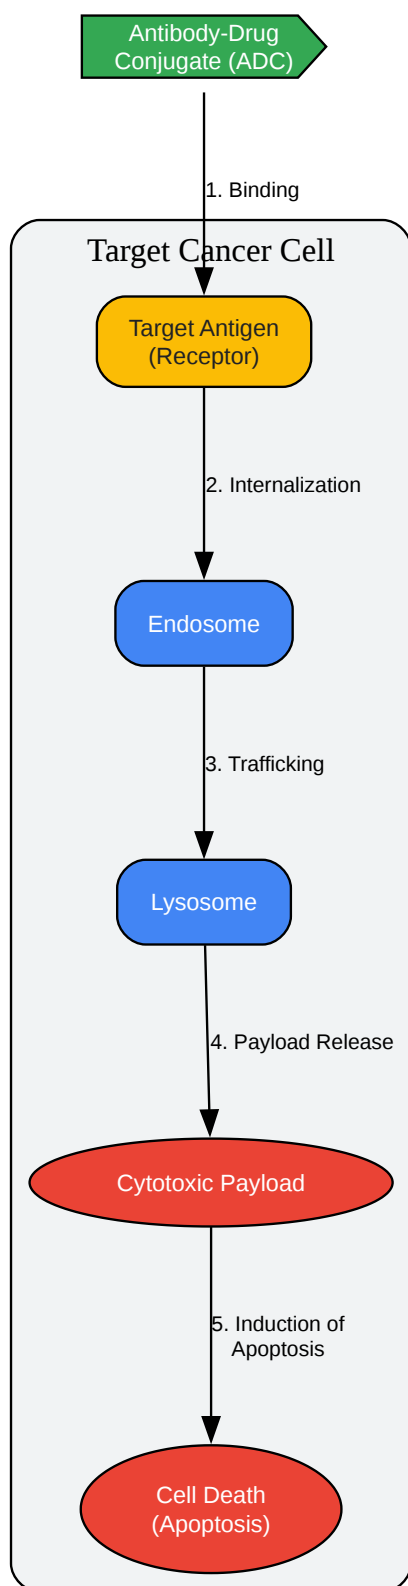 Antibody-Drug
Conjugate (ADC)
1. Binding
Target Cancer Cell
Target Antigen
(Receptor)
2. Internalization
Endosome
3. Trafficking
Lysosome
4. Payload Release
Cytotoxic Payload
5. Induction of
Apoptosis
Cell Death
(Apoptosis)